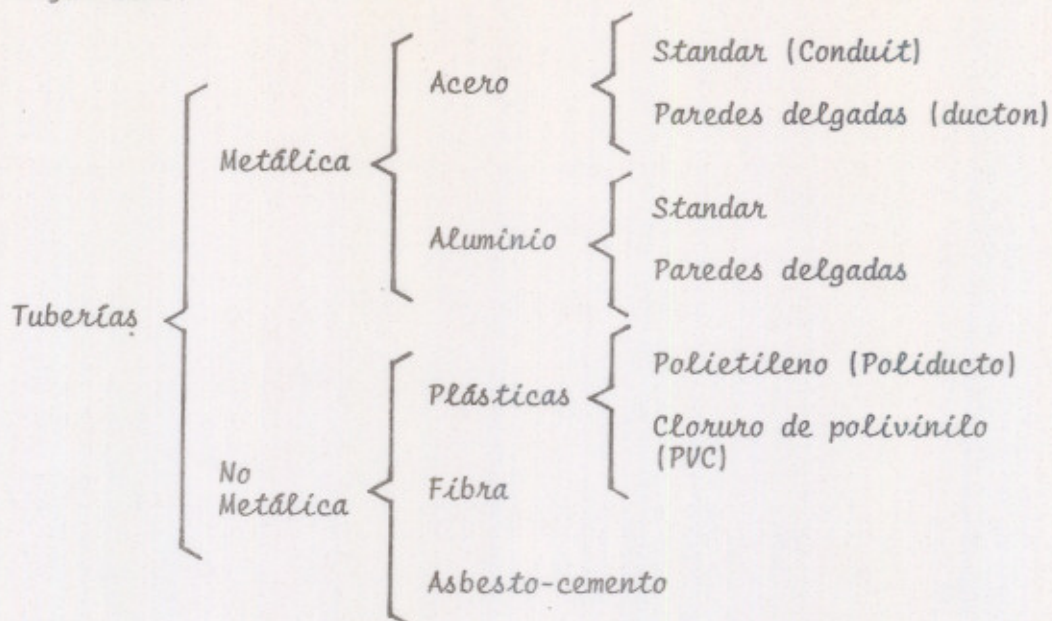 Tuberías
Metálica
Acero
Standar (Conduit)
Paredes delgadas (ducton)
Aluminio
Standar
Paredes delgadas
No
Metálica
Plásticas
Polietileno (Poliducto)
Cloruro de polivinilo
(PVC)
Fibra
Asbesto-cemento